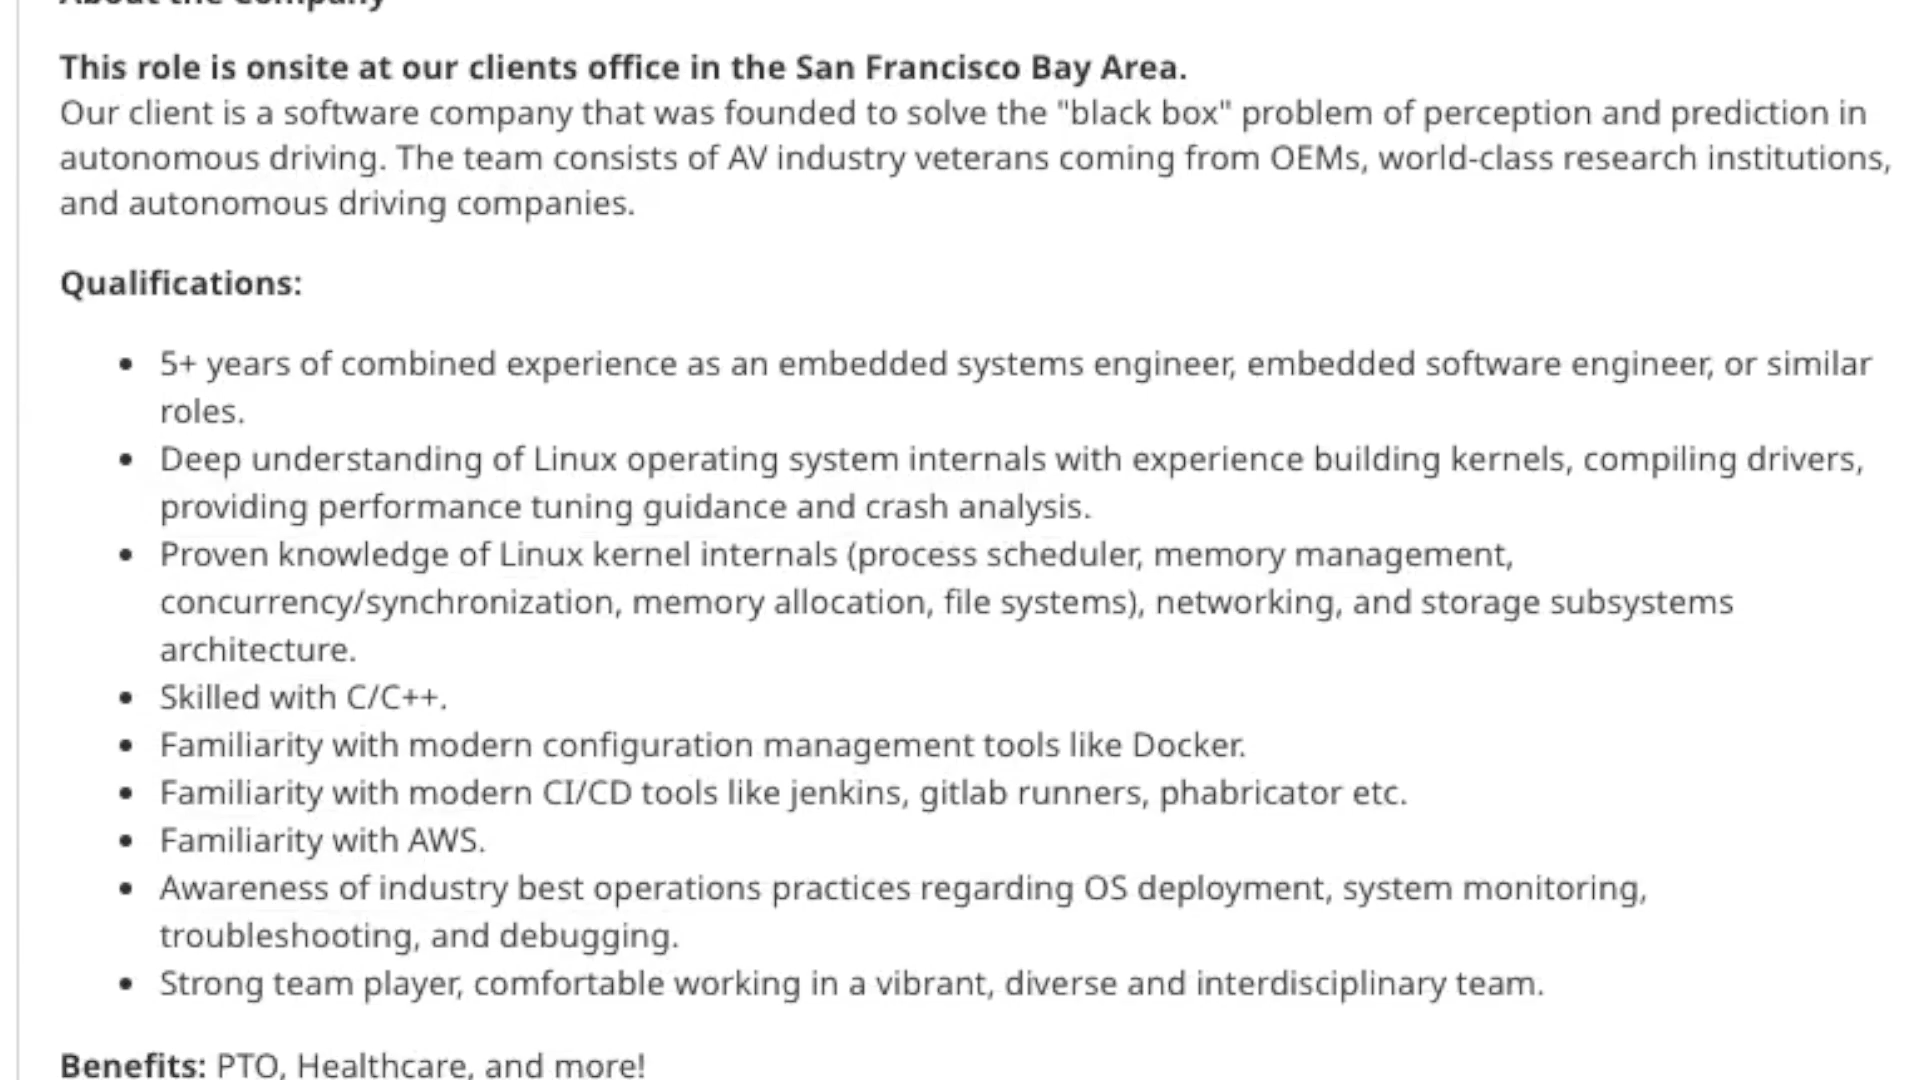 About the Company
This role is onsite at our clients office in the San Francisco Bay Area.
Our client is a software company that was founded to solve the "black box" problem of perception and prediction in
autonomous driving. The team consists of AV industry veterans coming from OEMs, world-class research institutions,
and autonomous driving companies.
Qualifications:
• 5+ years of combined experience as an embedded systems engineer, embedded software engineer, or similar
roles.
• Deep understanding of Linux operating system internals with experience building kernels, compiling drivers,
providing performance tuning guidance and crash analysis.
• Proven knowledge of Linux kernel internals (process scheduler, memory management,
concurrency/synchronization, memory allocation, file systems), networking, and storage subsystems
architecture.
• Skilled with C/C++.
• Familiarity with modern configuration management tools like Docker.
• Familiarity with modern CI/CD tools like jenkins, gitlab runners, phabricator etc.
• Familiarity with AWS.
• Awareness of industry best operations practices regarding OS deployment, system monitoring,
troubleshooting, and debugging.
• Strong team player, comfortable working in a vibrant, diverse and interdisciplinary team.
Benefits: PTO, Healthcare, and more!